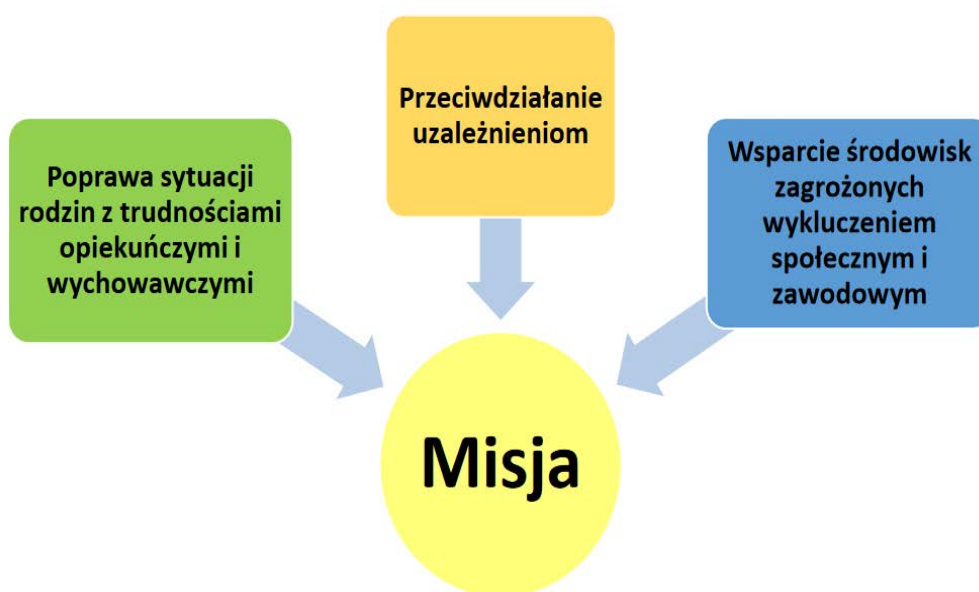 Poprawa sytuacji
rodzin z trudnościami
opiekuńczymi i
wychowawczymi
Przeciwdziałanie
uzależnieniom
Wsparcie środowisk
zagrożonych
wykluczeniem
społecznym i
zawodowym
Misja